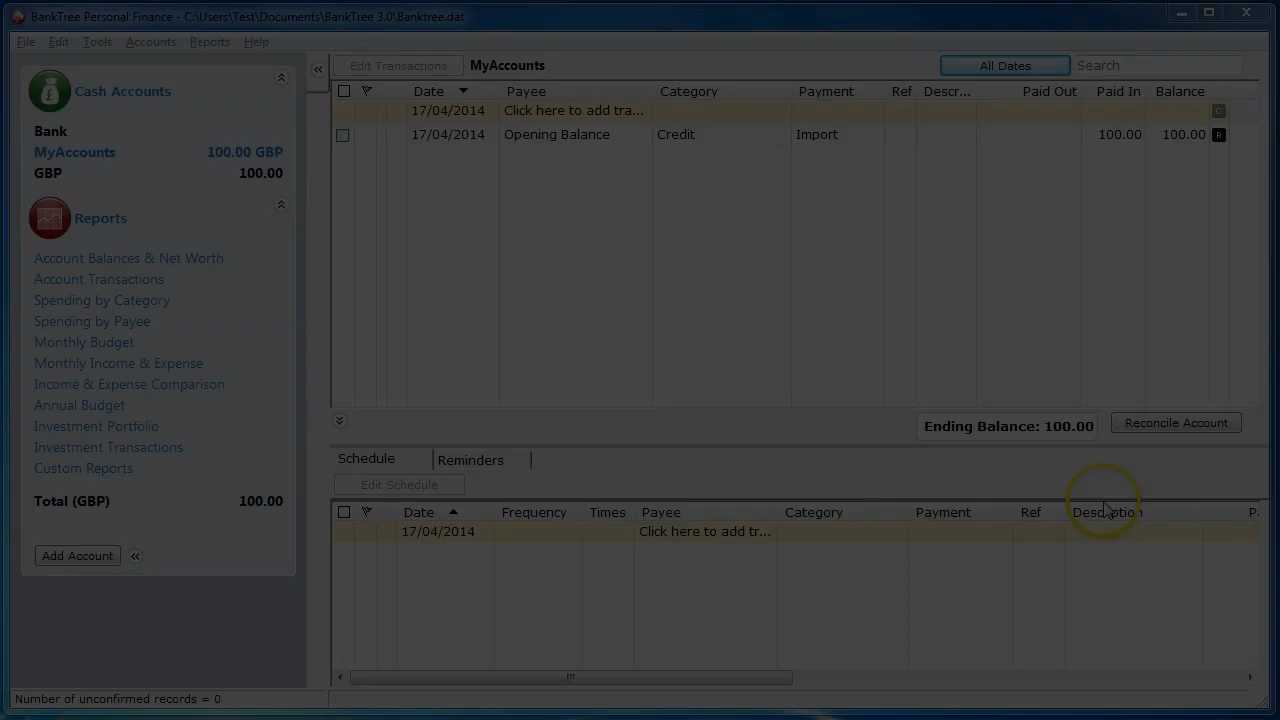 BankTree Personal Finance - C:\Users\Test\Documents\BankTree 3.0\Banktree.dat
File Edit Tools Accounts Reports Help
Cash Accounts
Bank
MyAccounts 100.00 GBP
GBP 100.00
Reports
Account Balances & Net Worth
Account Transactions
Spending by Category
Spending by Payee
Monthly Budget
Monthly Income & Expense
Income & Expense Comparison
Annual Budget
Investment Portfolio
Investment Transactions
Custom Reports
Total (GBP) 100.00
Add Account
Edit Transactions MyAccounts All Dates Search
Date Payee Category Payment Ref Descr... Paid Out Paid In Balance
17/04/2014 Click here to add tra... C
17/04/2014 Opening Balance Credit Import 100.00 100.00 R
Ending Balance: 100.00 Reconcile Account
Schedule Reminders
Edit Schedule
Date Frequency Times Payee Category Payment Ref Description Pa
17/04/2014 Click here to add tr...
Number of unconfirmed records = 0